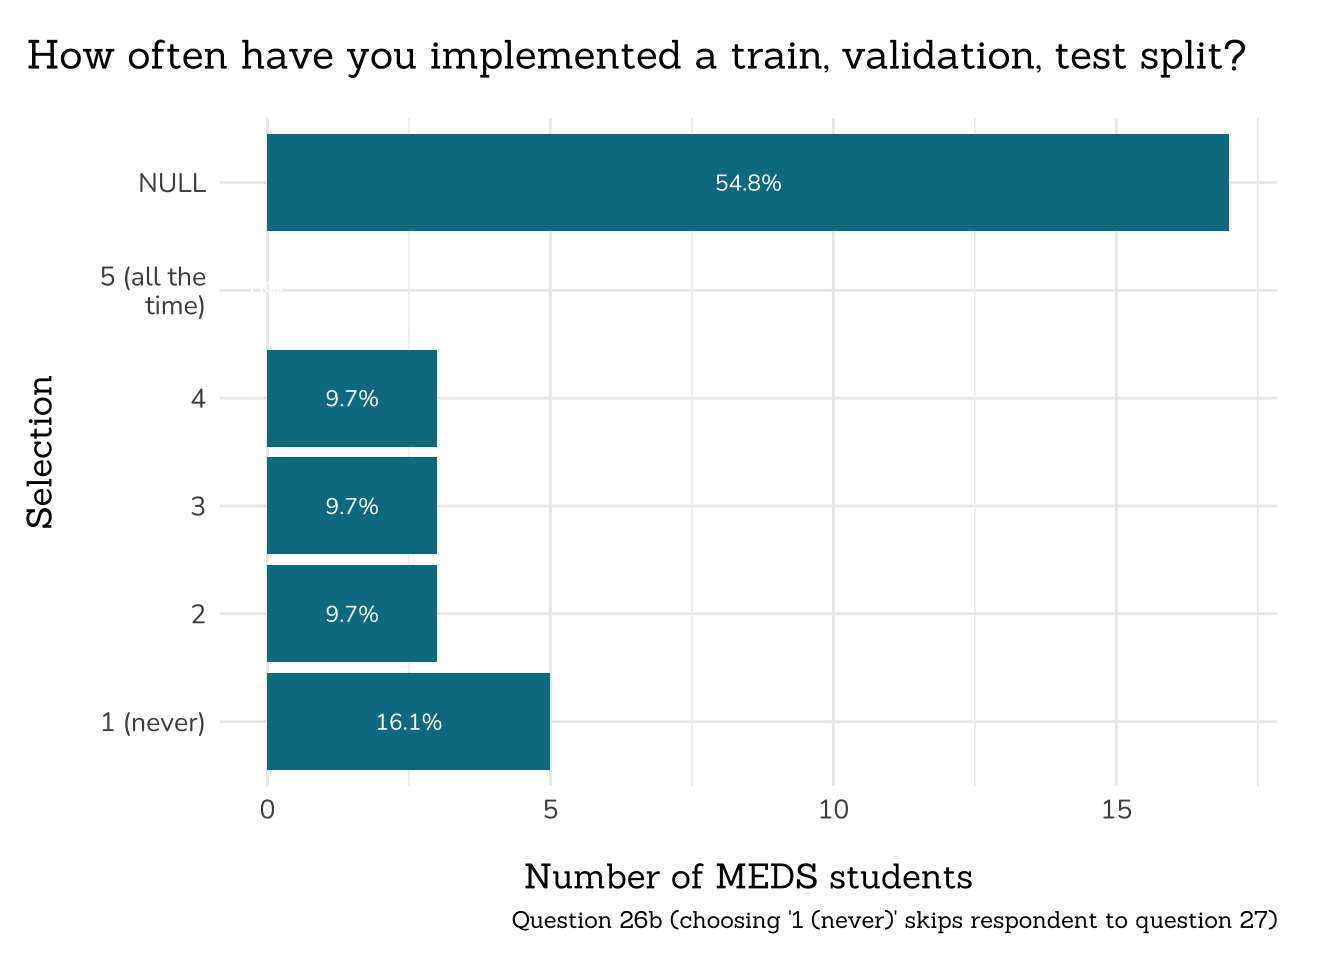 How often have you implemented a train, validation, test split?
NULL
54.8%
5 (all the
time)
4
9.7%
3
9.7%
2
9.7%
1 (never)
16.1%
Selection
0 5 10 15
Number of MEDS students
Question 26b (choosing '1 (never)' skips respondent to question 27)